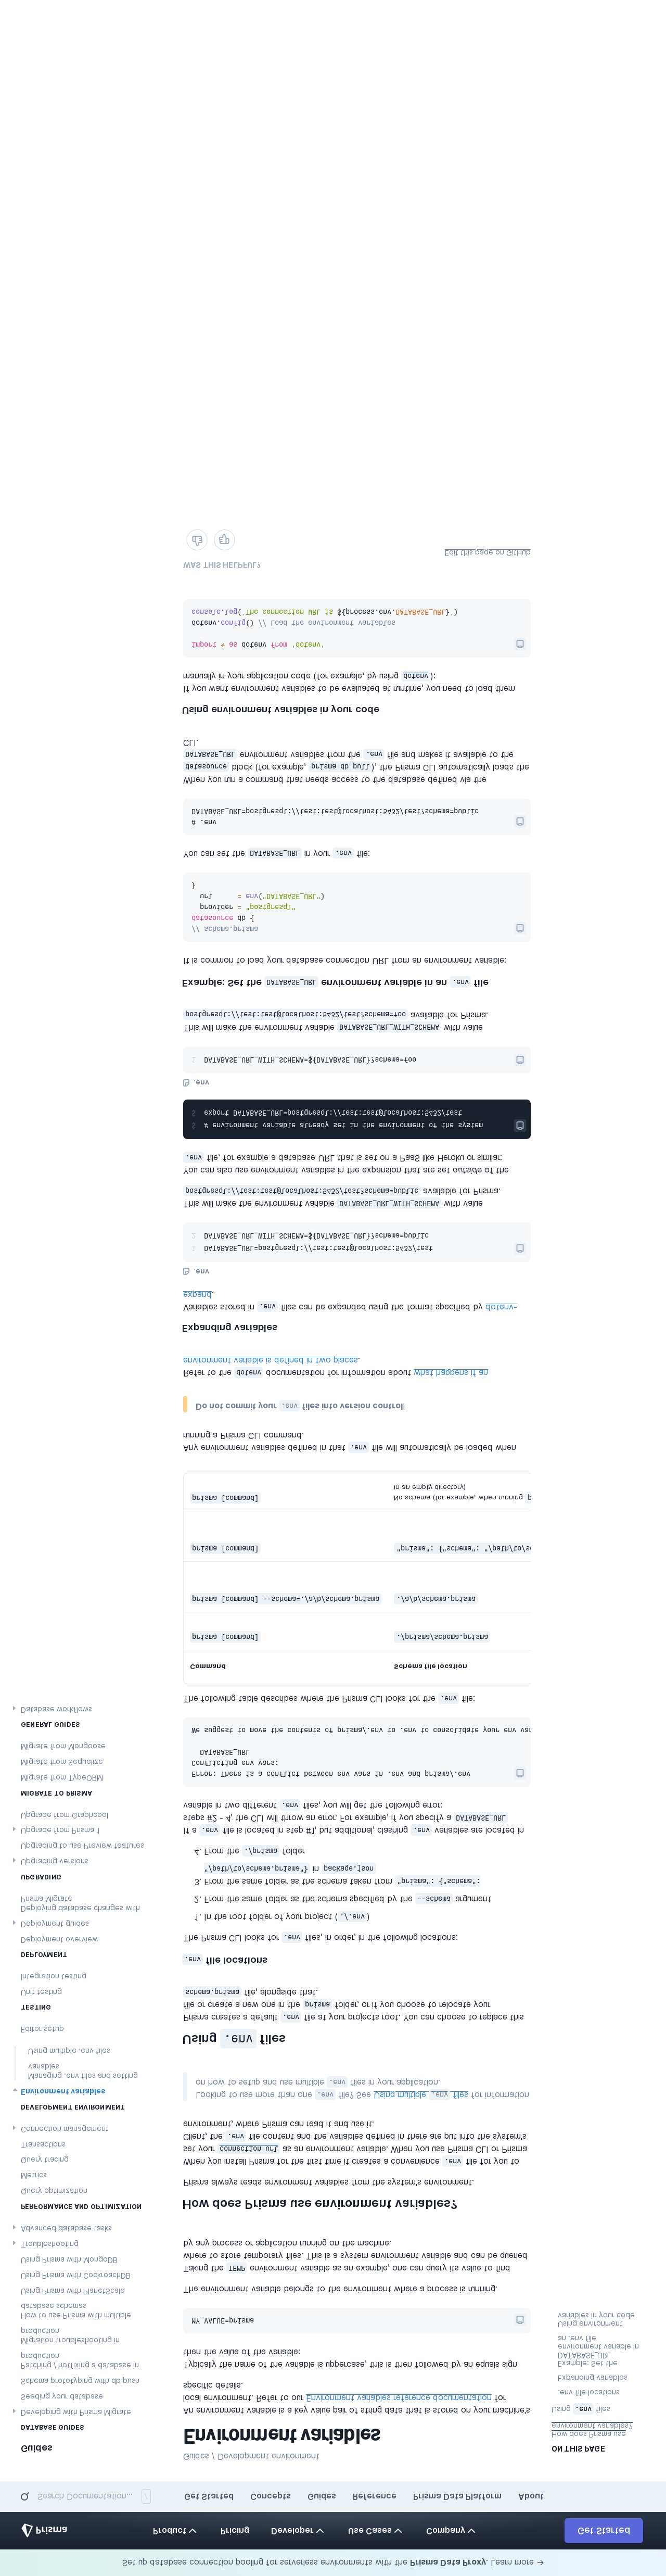 Set up database connection pooling for serverless environments with the Prisma Data Proxy. Learn more →
Prisma
Product
Pricing
Developer
Use Cases
Company
Get Started
Search Documentation...
/
Get Started
Concepts
Guides
Reference
Prisma Data Platform
About
Guides
DATABASE GUIDES
Developing with Prisma Migrate
Seeding your database
Schema prototyping with db push
Patching / hotfixing a database in
production
Migration troubleshooting in
production
How to use Prisma with multiple
database schemas
Using Prisma with PlanetScale
Using Prisma with CockroachDB
Using Prisma with MongoDB
Troubleshooting
Advanced database tasks
PERFORMANCE AND OPTIMIZATION
Query optimization
Metrics
Query tracing
Transactions
Connection management
DEVELOPMENT ENVIRONMENT
Environment variables
Managing .env files and setting
variables
Using multiple .env files
Editor setup
TESTING
Unit testing
Integration testing
DEPLOYMENT
Deployment overview
Deployment guides
Deploying database changes with
Prisma Migrate
UPGRADING
Upgrading versions
Upgrading to use Preview features
Upgrade from Prisma 1
Upgrade from Graphcool
MIGRATE TO PRISMA
Migrate from TypeORM
Migrate from Sequelize
Migrate from Mongoose
GENERAL GUIDES
Database workflows
Guides / Development environment
Environment variables
An environment variable is a key value pair of string data that is stored on your machine's
local environment. Refer to our Environment variables reference documentation for
specific details.
Typically the name of the variable is uppercase, this is then followed by an equals sign
then the value of the variable:
MY_VALUE=prisma
The environment variable belongs to the environment where a process is running.
Taking the TEMP environment variable as an example, one can query its value to find
where to store temporary files. This is a system environment variable and can be queried
by any process or application running on the machine.
How does Prisma use environment variables?
Prisma always reads environment variables from the system's environment.
When you install Prisma for the first time it creates a convenience .env file for you to
set your connection url as an environment variable. When you use Prisma CLI or Prisma
Client, the .env file content and the variables defined in there are put into the system's
environment, where Prisma can read it and use it.
Looking to use more than one .env file? See Using multiple .env files for information
on how to setup and use multiple .env files in your application.
Using .env files
Prisma creates a default .env file at your projects root. You can choose to replace this
file or create a new one in the prisma folder, or if you choose to relocate your
schema.prisma file, alongside that.
.env file locations
The Prisma CLI looks for .env files, in order, in the following locations:
1. In the root folder of your project (./.env)
2. From the same folder as the schema specified by the --schema argument
3. From the same folder as the schema taken from "prisma": {"schema":
"/path/to/schema.prisma"} in package.json
4. From the ./prisma folder
If a .env file is located in step #1, but additional, clashing .env variables are located in
steps #2 - 4, the CLI will throw an error. For example, if you specify a DATABASE_URL
variable in two different .env files, you will get the following error:
Error: There is a conflict between env vars in .env and prisma/.env
Conflicting env vars:
DATABASE_URL
We suggest to move the contents of prisma/.env to .env to consolidate your env var
The following table describes where the Prisma CLI looks for the .env file:
Command
Schema file location
prisma [command]
./prisma/schema.prisma
prisma [command] --schema=./a/b/schema.prisma
./a/b/schema.prisma
prisma [command]
"prisma": {"schema": "/path/to/sc
prisma [command]
No schema (for example, when running p
in an empty directory)
Any environment variables defined in that .env file will automatically be loaded when
running a Prisma CLI command.
Do not commit your .env files into version control!
Refer to the dotenv documentation for information about what happens if an
environment variable is defined in two places.
Expanding variables
Variables stored in .env files can be expanded using the format specified by dotenv-
expand.
.env
1 DATABASE_URL=postgresql://test:test@localhost:5432/test
2 DATABASE_URL_WITH_SCHEMA=${DATABASE_URL}?schema=public
This will make the environment variable DATABASE_URL_WITH_SCHEMA with value
postgresql://test:test@localhost:5432/test?schema=public available for Prisma.
You can also use environment variables in the expansion that are set outside of the
.env file, for example a database URL that is set on a PaaS like Heroku or similar:
$ # environment variable already set in the environment of the system
$ export DATABASE_URL=postgresql://test:test@localhost:5432/test
.env
1 DATABASE_URL_WITH_SCHEMA=${DATABASE_URL}?schema=foo
This will make the environment variable DATABASE_URL_WITH_SCHEMA with value
postgresql://test:test@localhost:5432/test?schema=foo available for Prisma.
Example: Set the DATABASE_URL environment variable in an .env file
It is common to load your database connection URL from an environment variable:
// schema.prisma
datasource db {
provider = "postgresql"
url      = env("DATABASE_URL")
}
You can set the DATABASE_URL in your .env file:
# .env
DATABASE_URL=postgresql://test:test@localhost:5432/test?schema=public
When you run a command that needs access to the database defined via the
datasource block (for example, prisma db pull), the Prisma CLI automatically loads the
DATABASE_URL environment variables from the .env file and makes it available to the
CLI.
Using environment variables in your code
If you want environment variables to be evaluated at runtime, you need to load them
manually in your application code (for example, by using dotenv):
import * as dotenv from 'dotenv'
dotenv.config() // Load the environment variables
console.log(`The connection URL is ${process.env.DATABASE_URL}`)
WAS THIS HELPFUL?
Edit this page on GitHub
ON THIS PAGE
How does Prisma use
environment variables?
Using .env files
.env file locations
Expanding variables
Example: Set the
DATABASE_URL
environment variable in
an .env file
Using environment
variables in your code